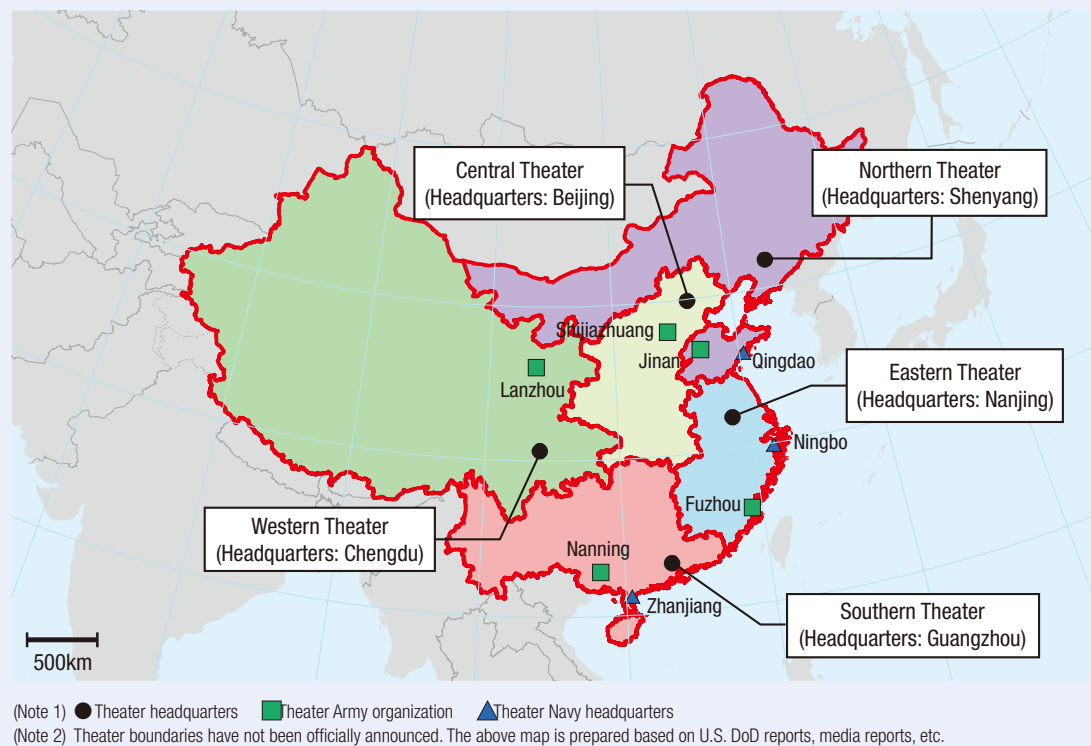 Central Theater
(Headquarters: Beijing)
Northern Theater
(Headquarters: Shenyang)
Shijiazhuang
Jinan
Qingdao
Lanzhou
Eastern Theater
(Headquarters: Nanjing)
Ningbo
Fuzhou
Western Theater
(Headquarters: Chengdu)
Nanning
Zhanjiang
Southern Theater
(Headquarters: Guangzhou)
500km
(Note 1) Theater headquarters Theater Army organization Theater Navy headquarters
(Note 2) Theater boundaries have not been officially announced. The above map is prepared based on U.S. DoD reports, media reports, etc.